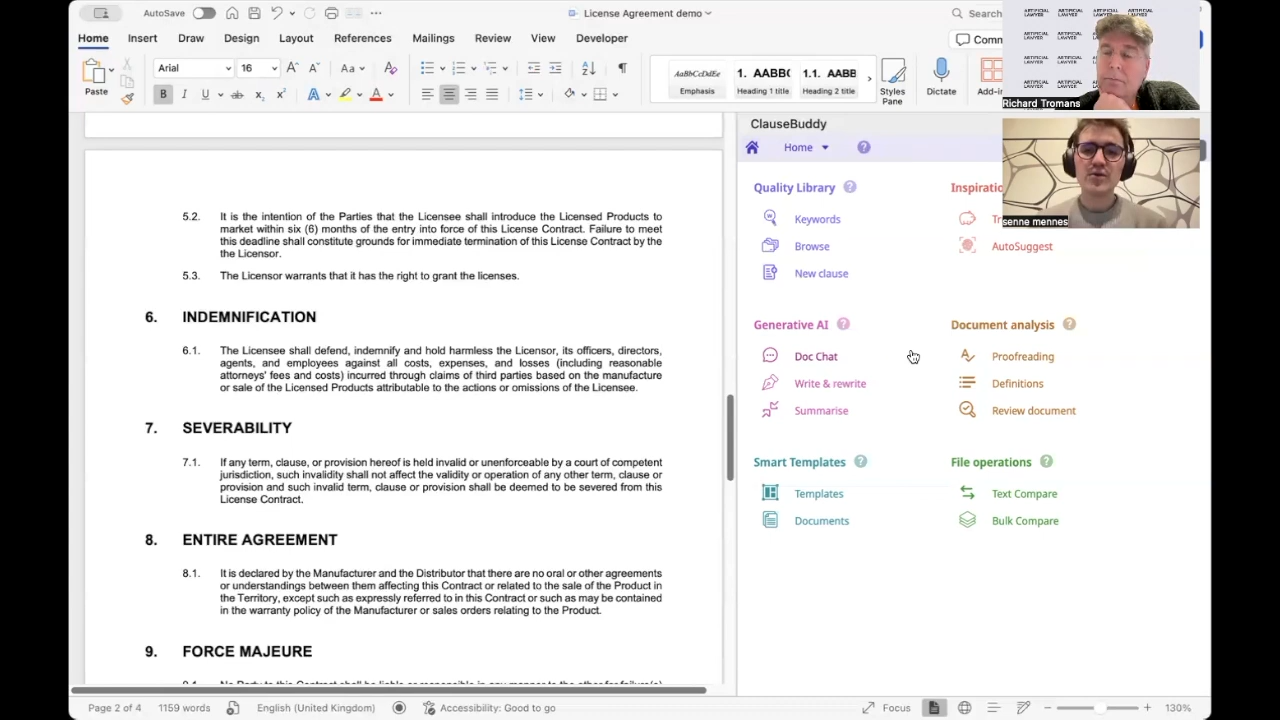 AutoSave
License Agreement demo
Search
Home Insert Draw Design Layout References Mailings Review View Developer
Comm
Paste
Arial 16
AaBbCcDdEe 1. AABBC 1.1. AABB
Emphasis Heading 1 title Heading 2 title
Styles Pane
Dictate
Add-in
ARTIFICIAL LAWYER
Richard Tromans
senne mennes
5.2. It is the intention of the Parties that the Licensee shall introduce the Licensed Products to
market within six (6) months of the entry into force of this License Contract. Failure to meet
this deadline shall constitute grounds for immediate termination of this License Contract by the
the Licensor.
5.3. The Licensor warrants that it has the right to grant the licenses.
6. INDEMNIFICATION
6.1. The Licensee shall defend, indemnify and hold harmless the Licensor, its officers, directors,
agents, and employees against all costs, expenses, and losses (including reasonable
attorneys' fees and costs) incurred through claims of third parties based on the manufacture
or sale of the Licensed Products attributable to the actions or omissions of the Licensee.
7. SEVERABILITY
7.1. If any term, clause, or provision hereof is held invalid or unenforceable by a court of competent
jurisdiction, such invalidity shall not affect the validity or operation of any other term, clause or
provision and such invalid term, clause or provision shall be deemed to be severed from this
License Contract.
8. ENTIRE AGREEMENT
8.1. It is declared by the Manufacturer and the Distributor that there are no oral or other agreements
or understandings between them affecting this Contract or related to the sale of the Product in
the Territory, except such as expressly referred to in this Contract or such as may be contained
in the warranty policy of the Manufacturer or sales orders relating to the Product.
9. FORCE MAJEURE
ClauseBuddy
Home
Quality Library
Keywords
Browse
New clause
Inspiratio
AutoSuggest
Generative AI
Doc Chat
Write & rewrite
Summarise
Document analysis
Proofreading
Definitions
Review document
Smart Templates
Templates
Documents
File operations
Text Compare
Bulk Compare
Page 2 of 4 1159 words English (United Kingdom) Accessibility: Good to go Focus 130%